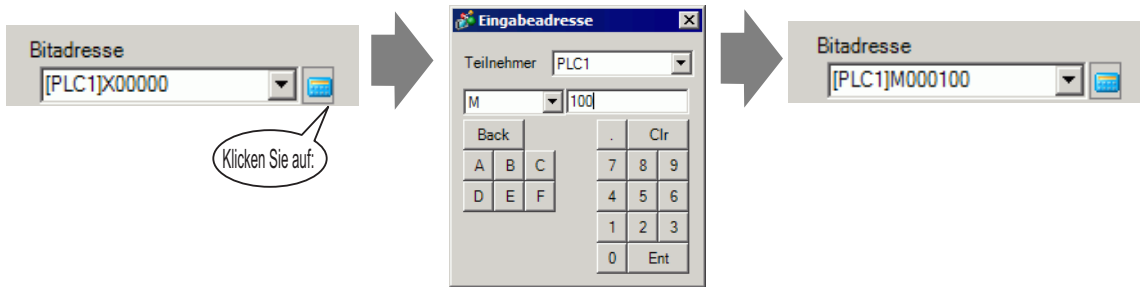 Bitadresse
[PLC1]X00000
Klicken Sie auf:
Eingabeadresse
Teilnehmer PLC1
M 100
Back . Clr
A B C 7 8 9
D E F 4 5 6
1 2 3
0 Ent
Bitadresse
[PLC1]M000100